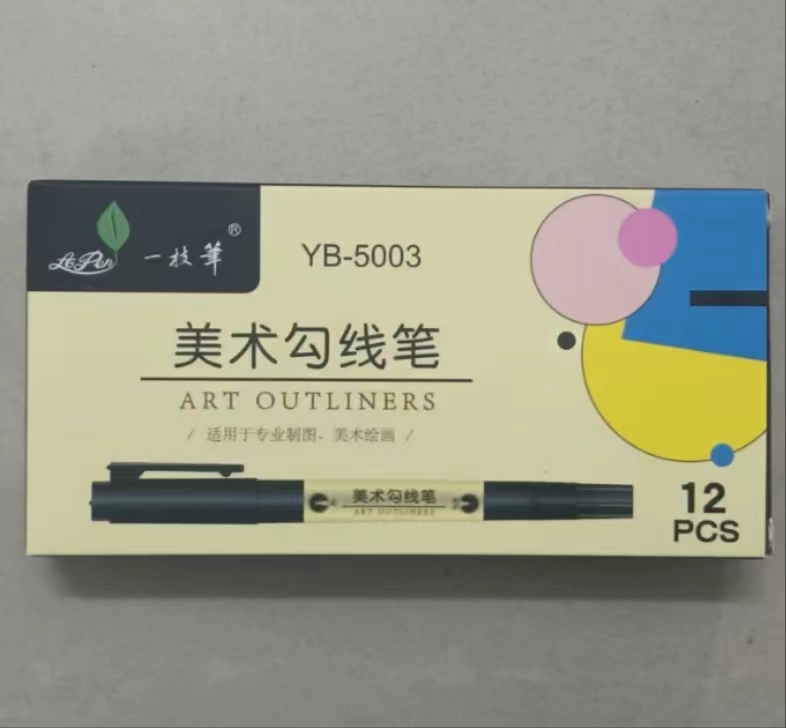 LePen 一枝筆®
YB-5003
美术勾线笔
ART OUTLINERS
/ 适用于专业制图、美术绘画 /
美术勾线笔
ART OUTLINERS
12
PCS